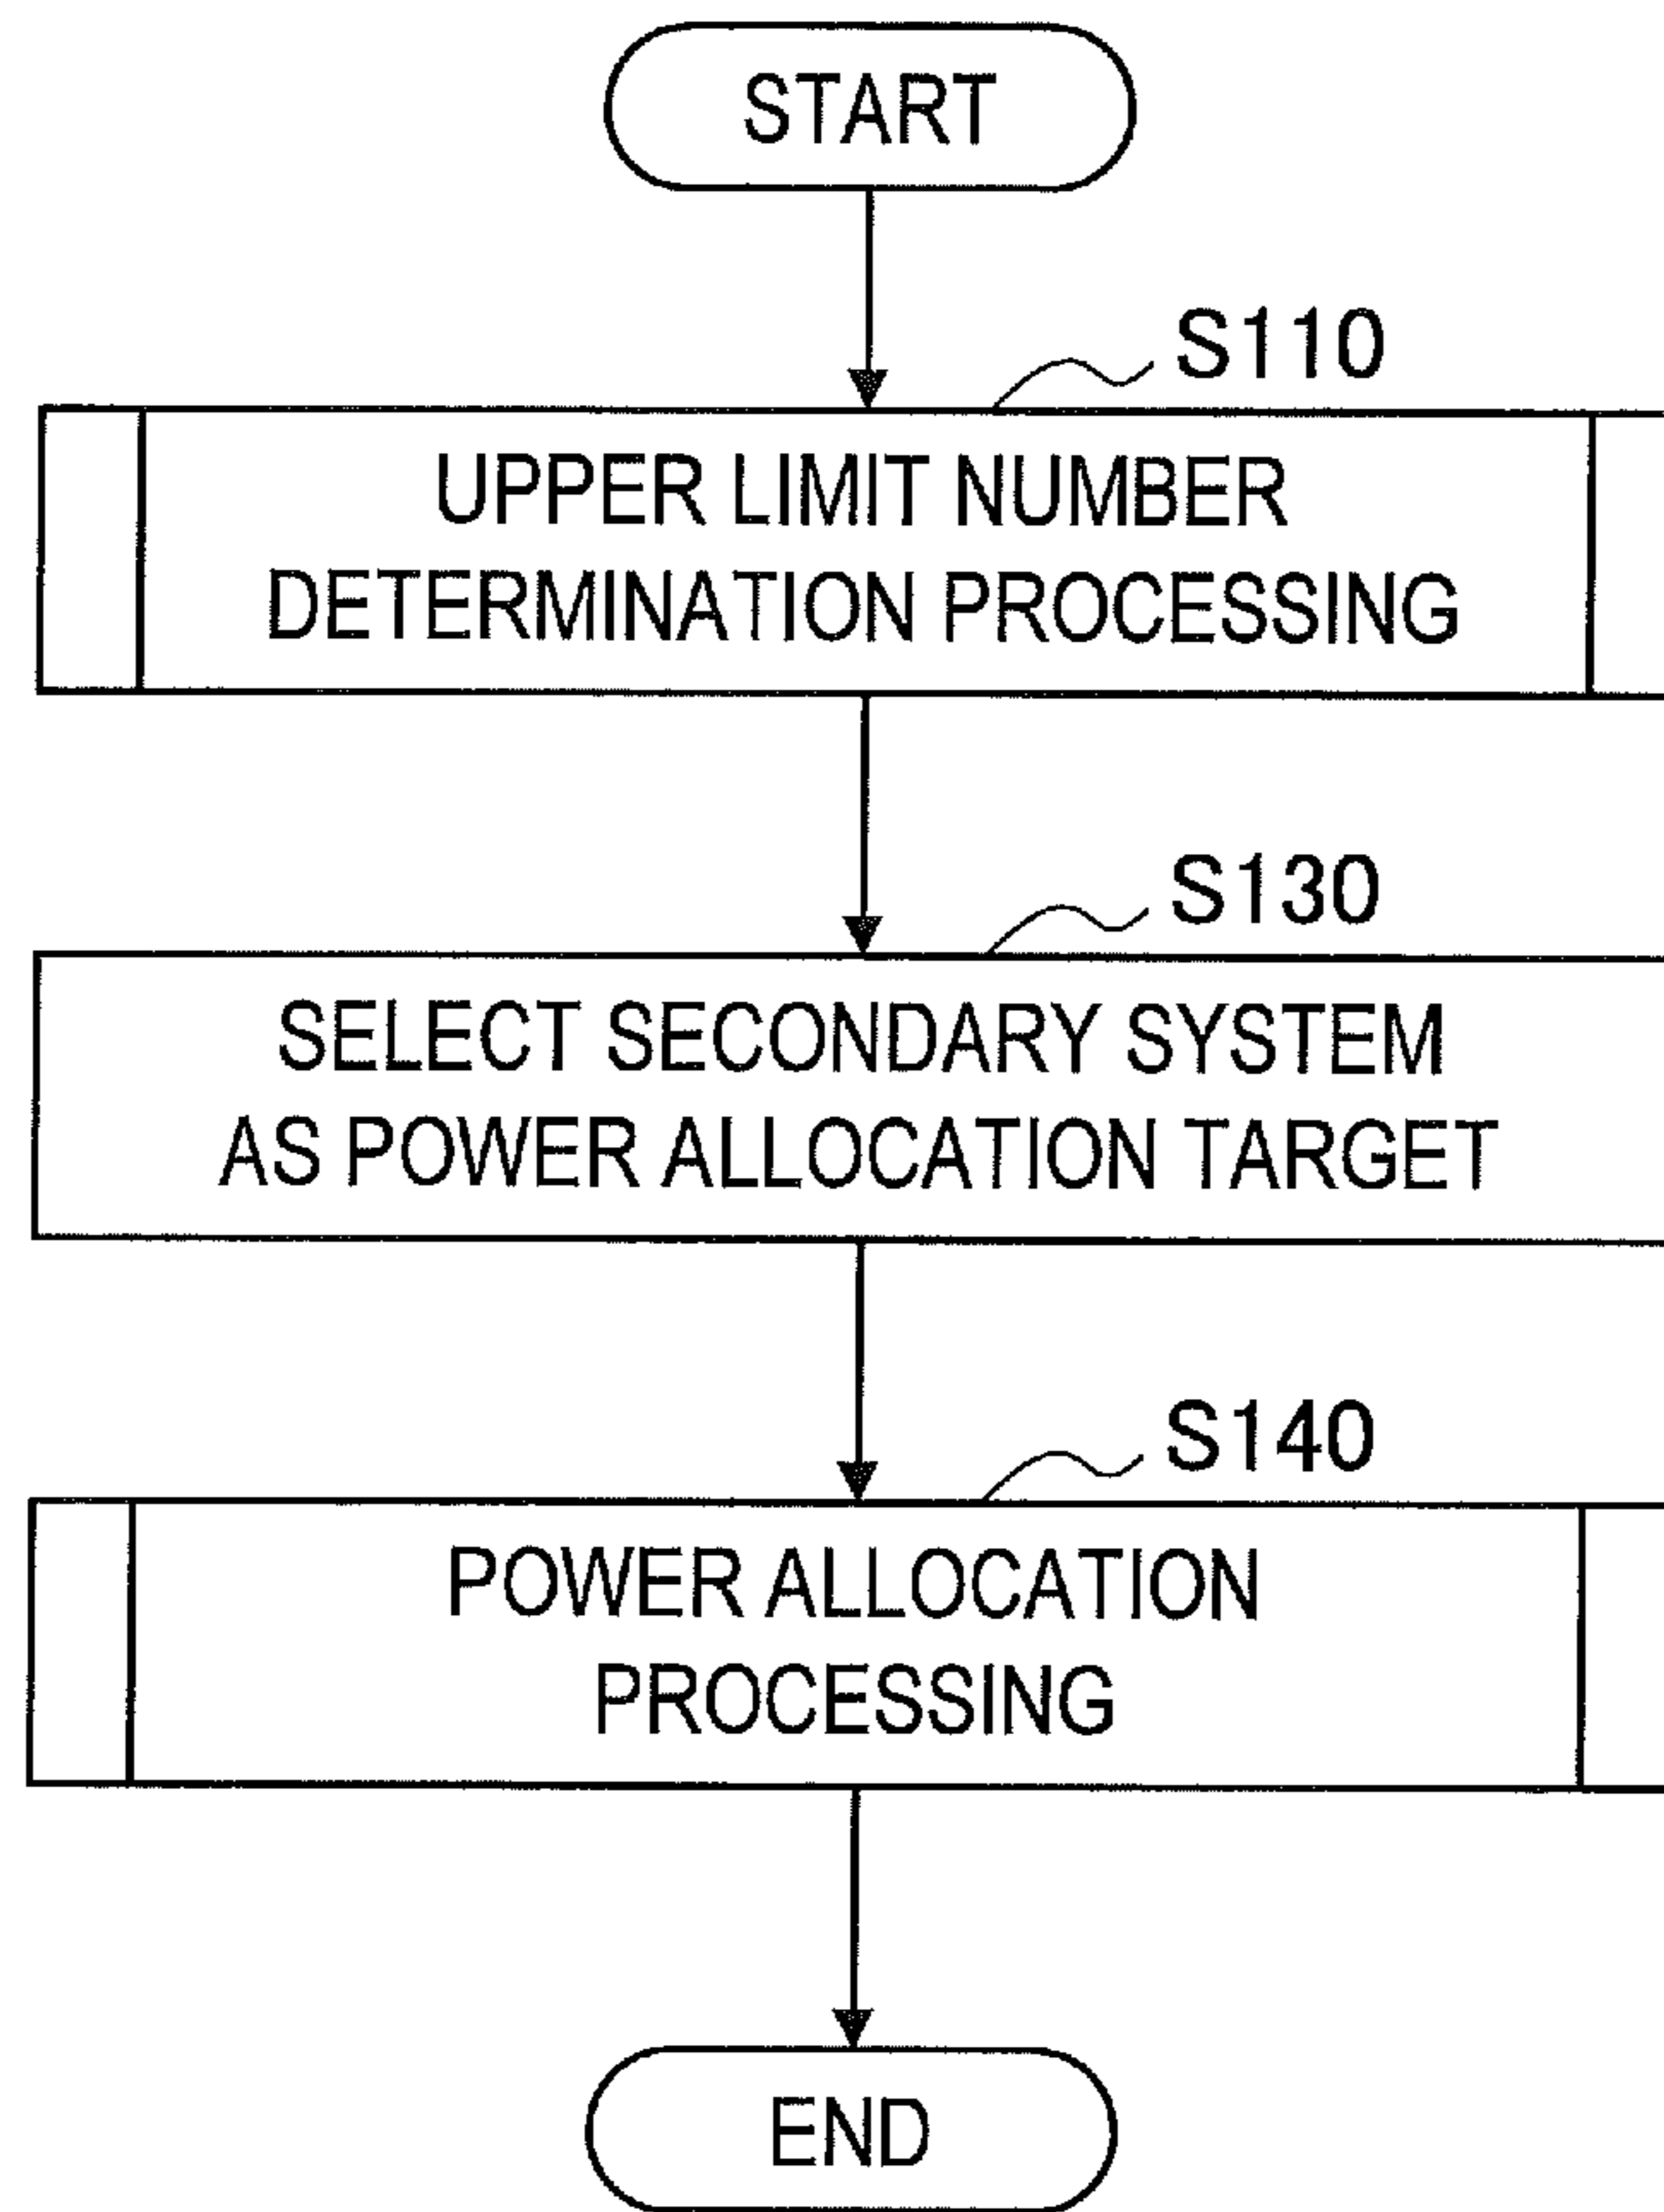 START
S110
UPPER LIMIT NUMBER
DETERMINATION PROCESSING
S130
SELECT SECONDARY SYSTEM
AS POWER ALLOCATION TARGET
S140
POWER ALLOCATION
PROCESSING
END